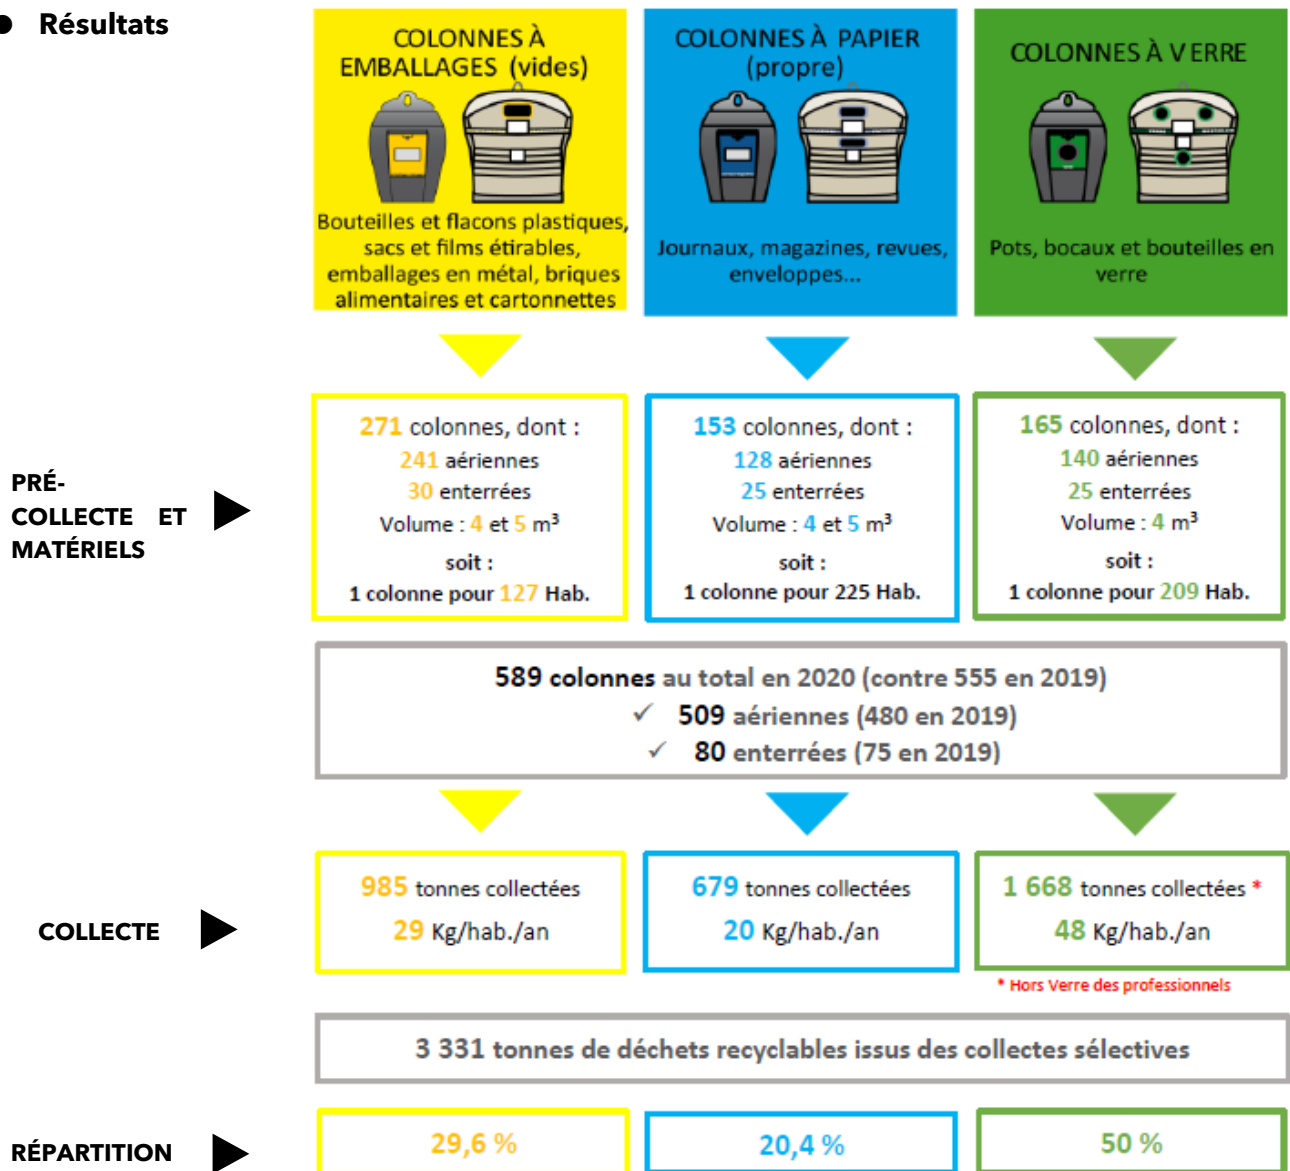 ● Résultats
COLONNES À
EMBALLAGES (vides)
Bouteilles et flacons plastiques,
sacs et films étirables,
emballages en métal, briques
alimentaires et cartonnettes
COLONNES À PAPIER
(propre)
Journaux, magazines, revues,
enveloppes...
COLONNES À VERRE
Pots, bocaux et bouteilles en
verre
PRÉ-
COLLECTE ET
MATÉRIELS
271 colonnes, dont :
241 aériennes
30 enterrées
Volume : 4 et 5 m³
soit :
1 colonne pour 127 Hab.
153 colonnes, dont :
128 aériennes
25 enterrées
Volume : 4 et 5 m³
soit :
1 colonne pour 225 Hab.
165 colonnes, dont :
140 aériennes
25 enterrées
Volume : 4 m³
soit :
1 colonne pour 209 Hab.
589 colonnes au total en 2020 (contre 555 en 2019)
✓ 509 aériennes (480 en 2019)
✓ 80 enterrées (75 en 2019)
COLLECTE
985 tonnes collectées
29 Kg/hab./an
679 tonnes collectées
20 Kg/hab./an
1 668 tonnes collectées *
48 Kg/hab./an
* Hors Verre des professionnels
3 331 tonnes de déchets recyclables issus des collectes sélectives
RÉPARTITION
29,6 %
20,4 %
50 %